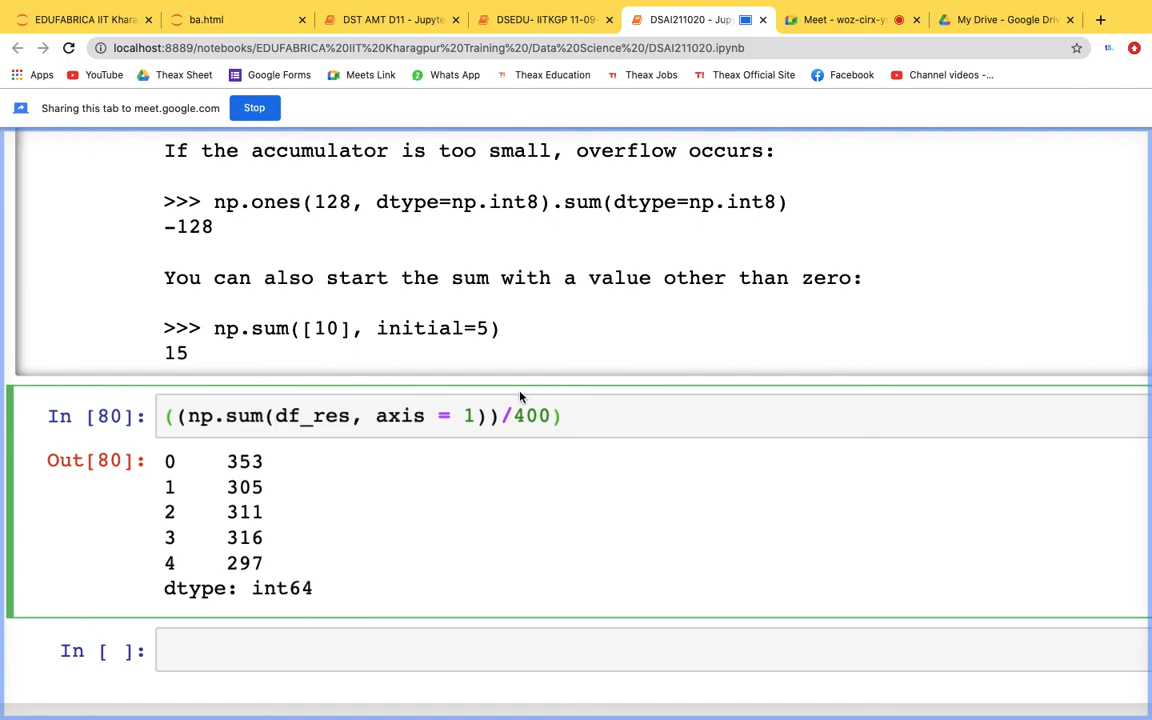 EDUFABRICA IIT Khara
ba.html
DST AMT D11 - Jupyte
DSEDU- IITKGP 11-09-
DSAI211020 - Jup
Meet - woz-cirx-y
My Drive - Google Driv
localhost:8889/notebooks/EDUFABRICA%20IIT%20Kharagpur%20Training%20/Data%20Science%20/DSAI211020.ipynb
Apps
YouTube
Theax Sheet
Google Forms
Meets Link
Whats App
Theax Education
Theax Jobs
Theax Official Site
Facebook
Channel videos -...
Sharing this tab to meet.google.com
Stop
If the accumulator is too small, overflow occurs:
>>> np.ones(128, dtype=np.int8).sum(dtype=np.int8)
-128
You can also start the sum with a value other than zero:
>>> np.sum([10], initial=5)
15
In [80]: ((np.sum(df_res, axis = 1))/400)
Out[80]: 0 353
1 305
2 311
3 316
4 297
dtype: int64
In [ ]: